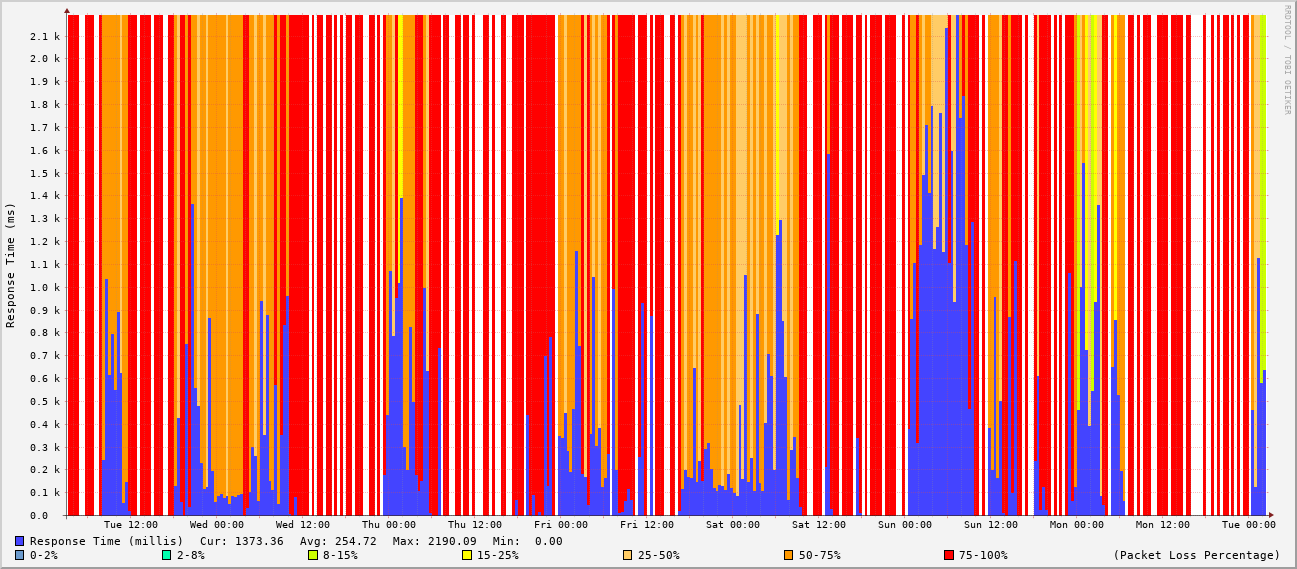 RRDTOOL / TOBI OETIKER
Response Time (ms)
2.1 k
2.0 k
1.9 k
1.8 k
1.7 k
1.6 k
1.5 k
1.4 k
1.3 k
1.2 k
1.1 k
1.0 k
0.9 k
0.8 k
0.7 k
0.6 k
0.5 k
0.4 k
0.3 k
0.2 k
0.1 k
0.0
Tue 12:00 Wed 00:00 Wed 12:00 Thu 00:00 Thu 12:00 Fri 00:00 Fri 12:00 Sat 00:00 Sat 12:00 Sun 00:00 Sun 12:00 Mon 00:00 Mon 12:00 Tue 00:00
Response Time (millis) Cur: 1373.36 Avg: 254.72 Max: 2190.09 Min: 0.00
0-2% 2-8% 8-15% 15-25% 25-50% 50-75% 75-100% (Packet Loss Percentage)